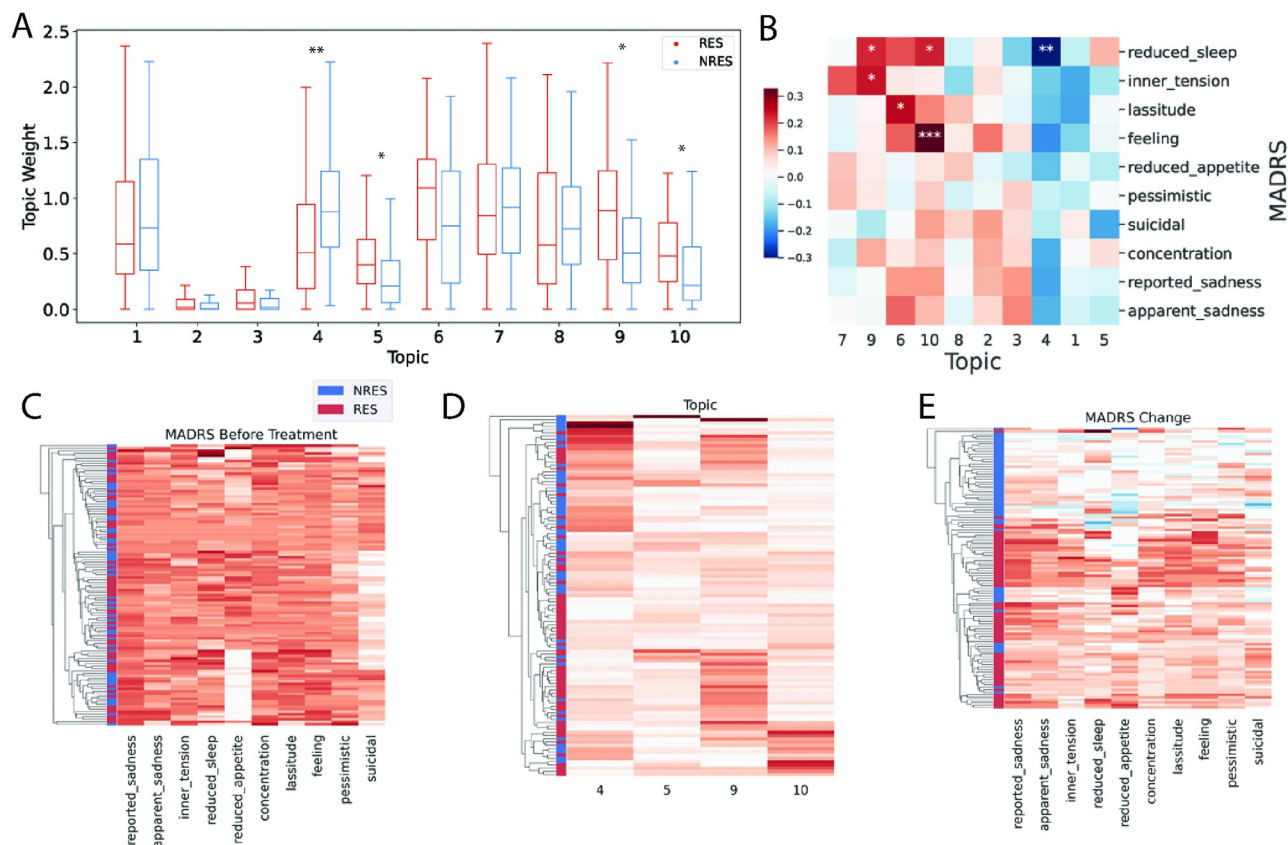 A
2.5
2.0
1.5
1.0
0.5
0.0
Topic Weight
**
*
*
*
RES
NRES
1 2 3 4 5 6 7 8 9 10
Topic
B
0.3
0.2
0.1
0.0
−0.1
−0.2
−0.3
* * **
*
*
***
reduced_sleep
inner_tension
lassitude
feeling
reduced_appetite
pessimistic
suicidal
concentration
reported_sadness
apparent_sadness
MADRS
7 9 6 10 8 2 3 4 1 5
Topic
C
NRES
RES
MADRS Before Treatment
reported_sadness
apparent_sadness
inner_tension
reduced_sleep
reduced_appetite
concentration
lassitude
feeling
pessimistic
suicidal
D
Topic
4 5 9 10
E
MADRS Change
reported_sadness
apparent_sadness
inner_tension
reduced_sleep
reduced_appetite
concentration
lassitude
feeling
pessimistic
suicidal